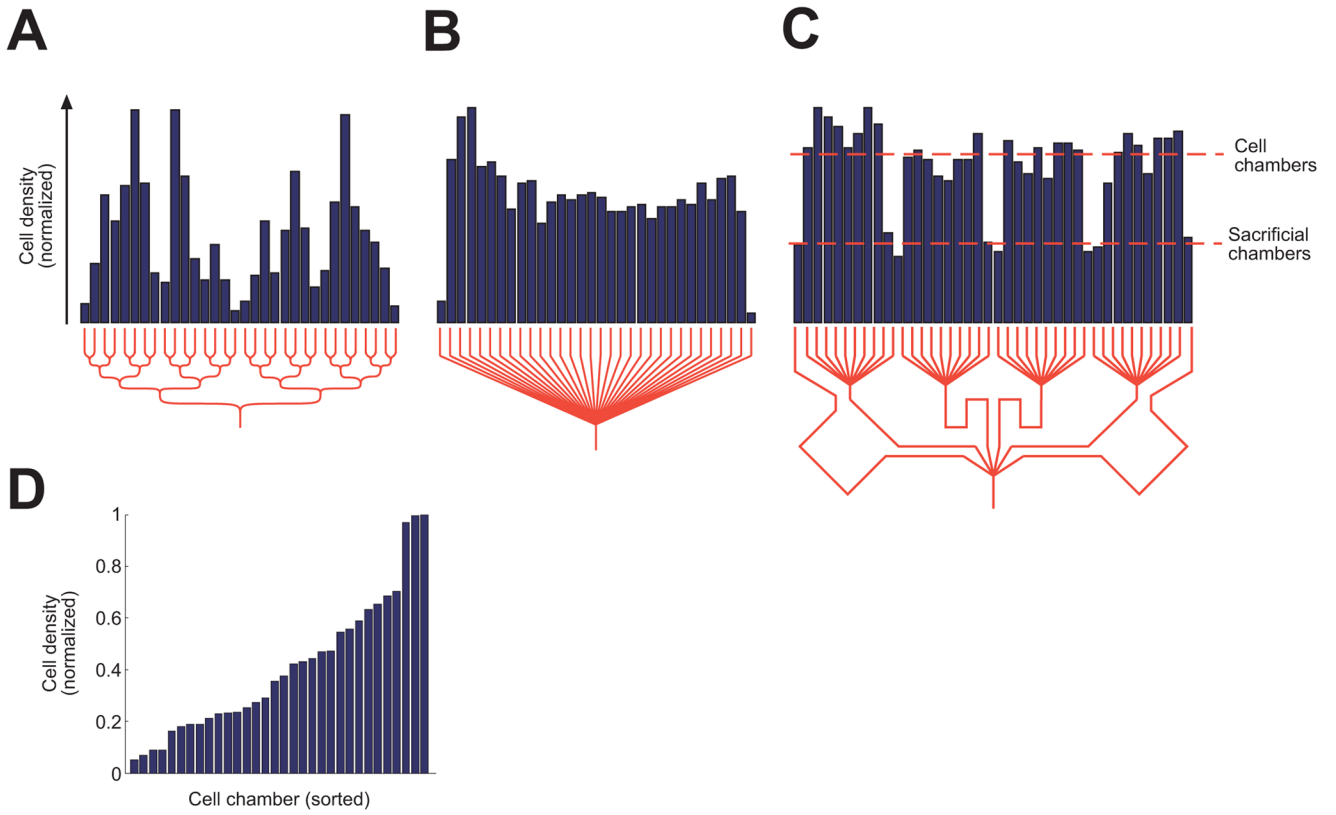 A
B
C
Cell density
(normalized)
Cell
chambers
Sacrificial
chambers
D
Cell density
(normalized)
1
0.8
0.6
0.4
0.2
0
Cell chamber (sorted)